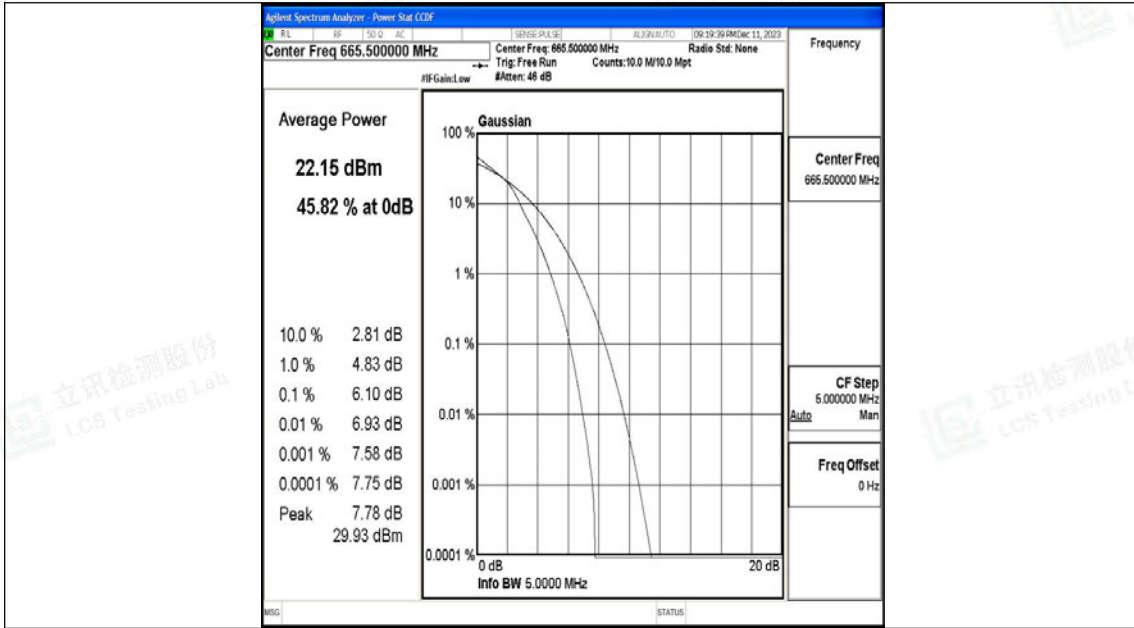 Agilent Spectrum Analyzer - Power Stat CCDF
RL RF 50 Ω AC SENSE:PULSE ALIGNAUTO 09:19:39 PM Dec 11, 2023
Center Freq 665.500000 MHz
Center Freq: 665.500000 MHz Radio Std: None
Trig: Free Run Counts:10.0 M/10.0 Mpt
#IFGain:Low #Atten: 46 dB
Frequency
Average Power
22.15 dBm
45.82 % at 0dB
10.0 % 2.81 dB
1.0 % 4.83 dB
0.1 % 6.10 dB
0.01 % 6.93 dB
0.001 % 7.58 dB
0.0001 % 7.75 dB
Peak 7.78 dB
29.93 dBm
Gaussian
100 %
10 %
1 %
0.1 %
0.01 %
0.001 %
0.0001 %
0 dB 20 dB
Info BW 5.0000 MHz
Center Freq
665.500000 MHz
CF Step
5.000000 MHz
Auto Man
Freq Offset
0 Hz
MSG STATUS
立讯检测股份
LCS Testing Lab
立讯检测股份
LCS Testing